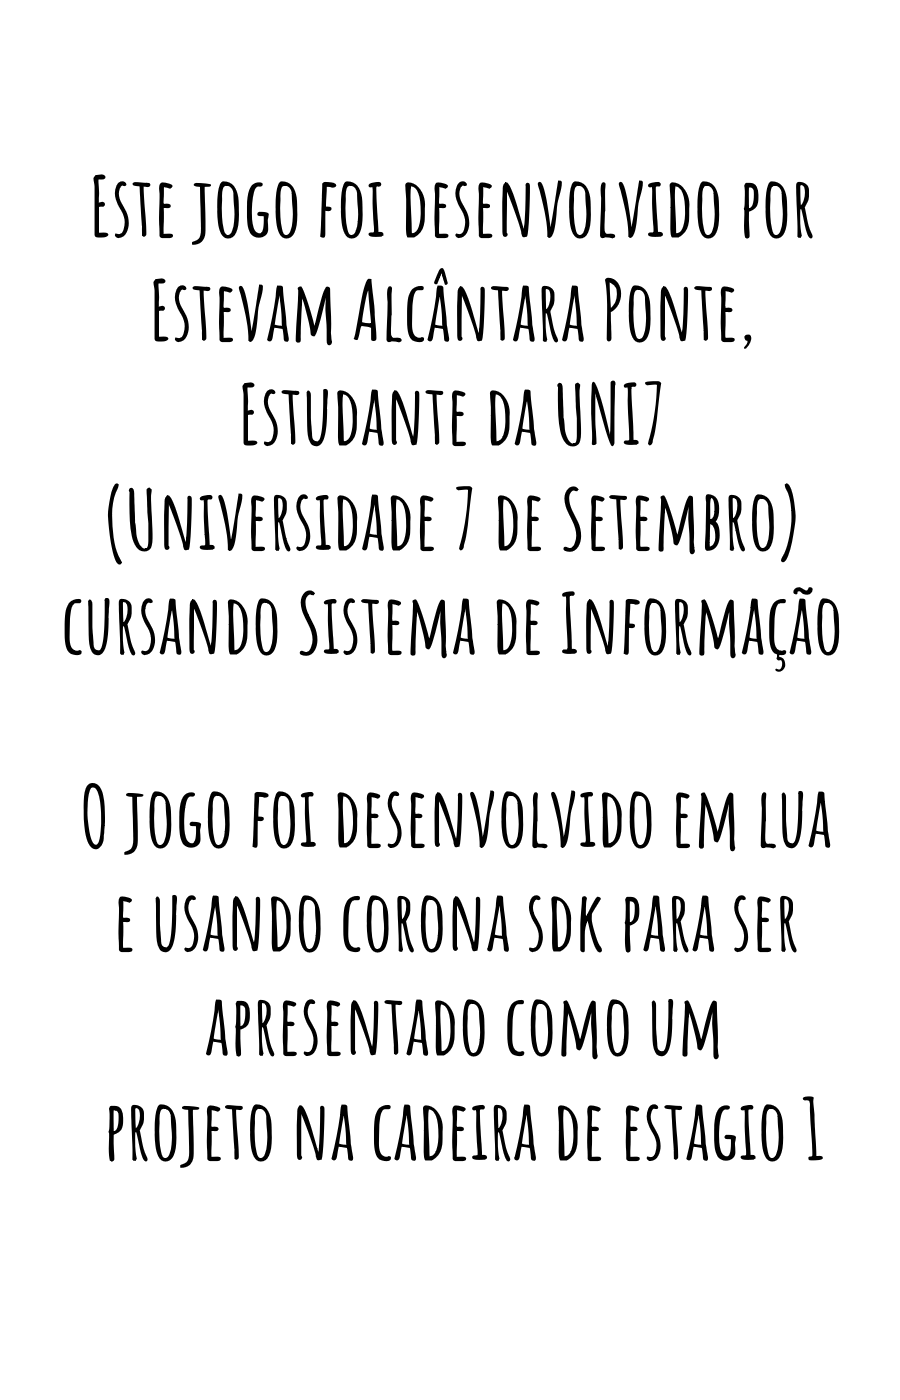 Este jogo foi desenvolvido por
Estevam Alcântara Ponte,
Estudante da UNI7
(Universidade 7 de Setembro)
cursando Sistema de Informação
O jogo foi desenvolvido em lua
e usando corona sdk para ser
apresentado como um
projeto na cadeira de estagio 1